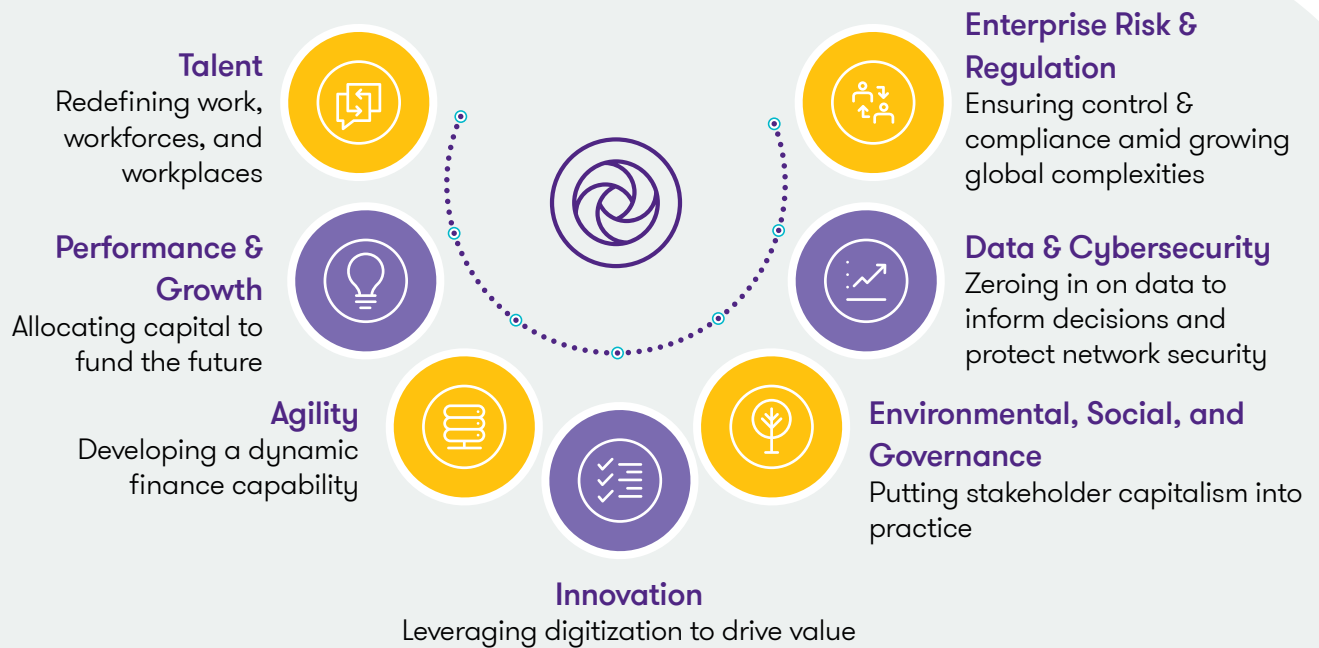 Talent
Redefining work,
workforces, and
workplaces
Performance &
Growth
Allocating capital to
fund the future
Agility
Developing a dynamic
finance capability
Innovation
Leveraging digitization to drive value
Environmental, Social, and
Governance
Putting stakeholder capitalism into
practice
Data & Cybersecurity
Zeroing in on data to
inform decisions and
protect network security
Enterprise Risk &
Regulation
Ensuring control &
compliance amid growing
global complexities